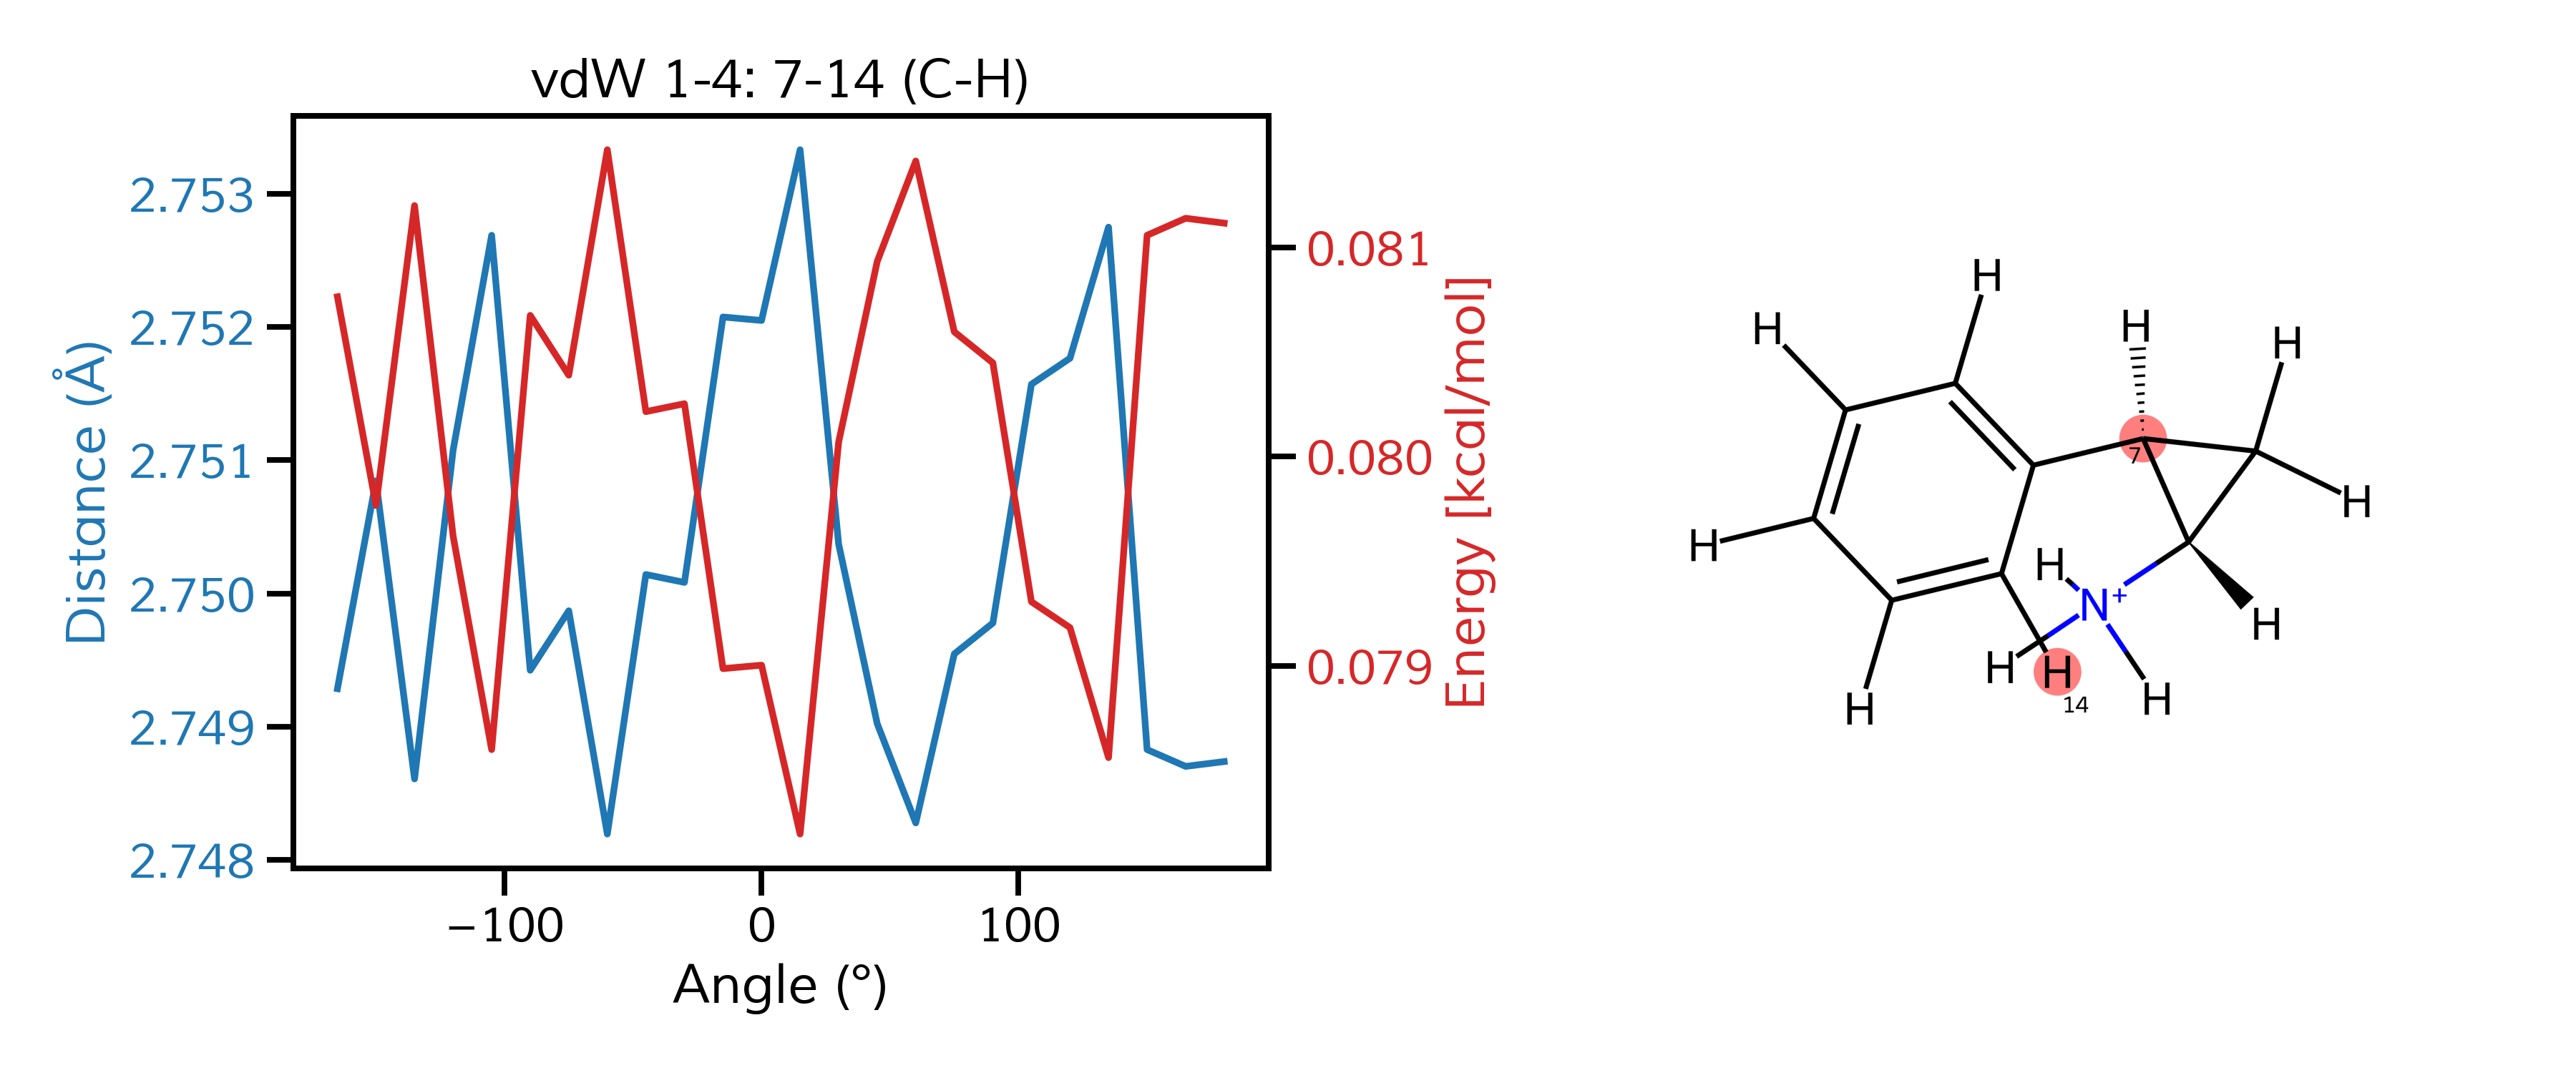 vdW 1-4: 7-14 (C-H)
Distance (Å)
2.753
2.752
2.751
2.750
2.749
2.748
0.081
0.080
0.079
Energy [kcal/mol]
−100 0 100
Angle (°)
H
H
H
H
H
7
H
H
N+
H
H
H
14
H
H